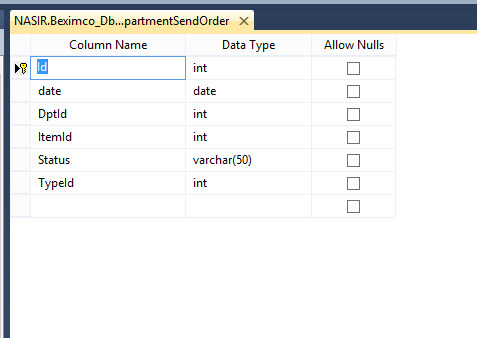 NASIR.Beximco_Db...partmentSendOrder
Column Name Data Type Allow Nulls
Id int
date date
DptId int
ItemId int
Status varchar(50)
TypeId int